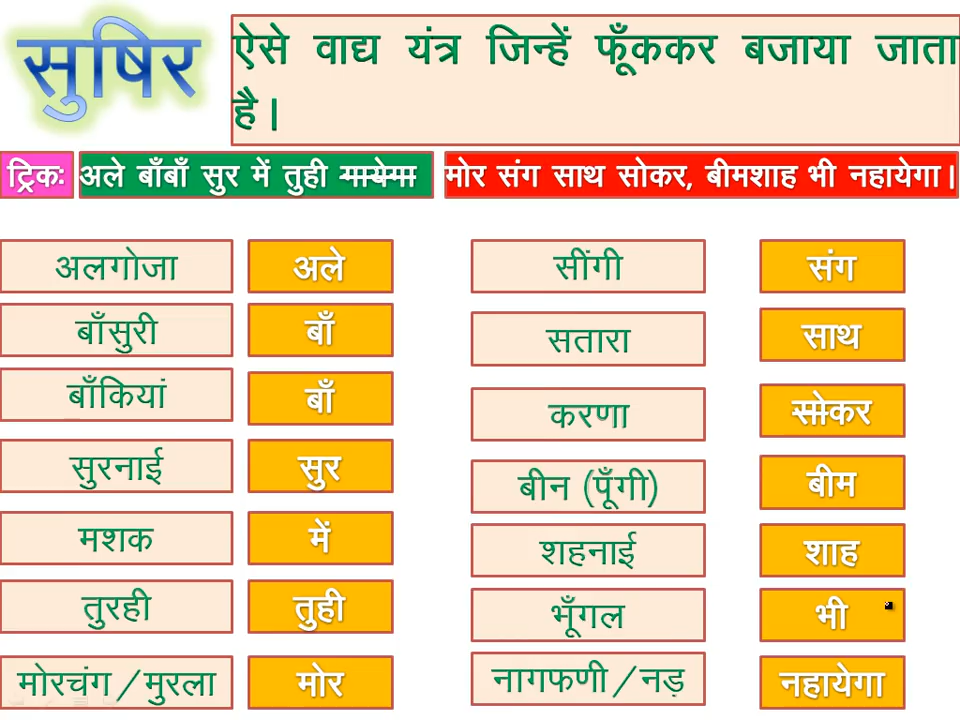 सुषिर
ऐसे वाद्य यंत्र जिन्हें फूँककर बजाया जाता
है।
ट्रिकः अले बाँबाँ सुर में तुही गायेगा मोर संग साथ सोकर, बीमशाह भी नहायेगा।
अलगोजा अले
बाँसुरी बाँ
बाँकियां बाँ
सुरनाई सुर
मशक में
तुरही तुही
मोरचंग/मुरला मोर
सींगी संग
सतारा साथ
करणा सोकर
बीन (पूँगी) बीम
शहनाई शाह
भूँगल भी
नागफणी/नड़ नहायेगा